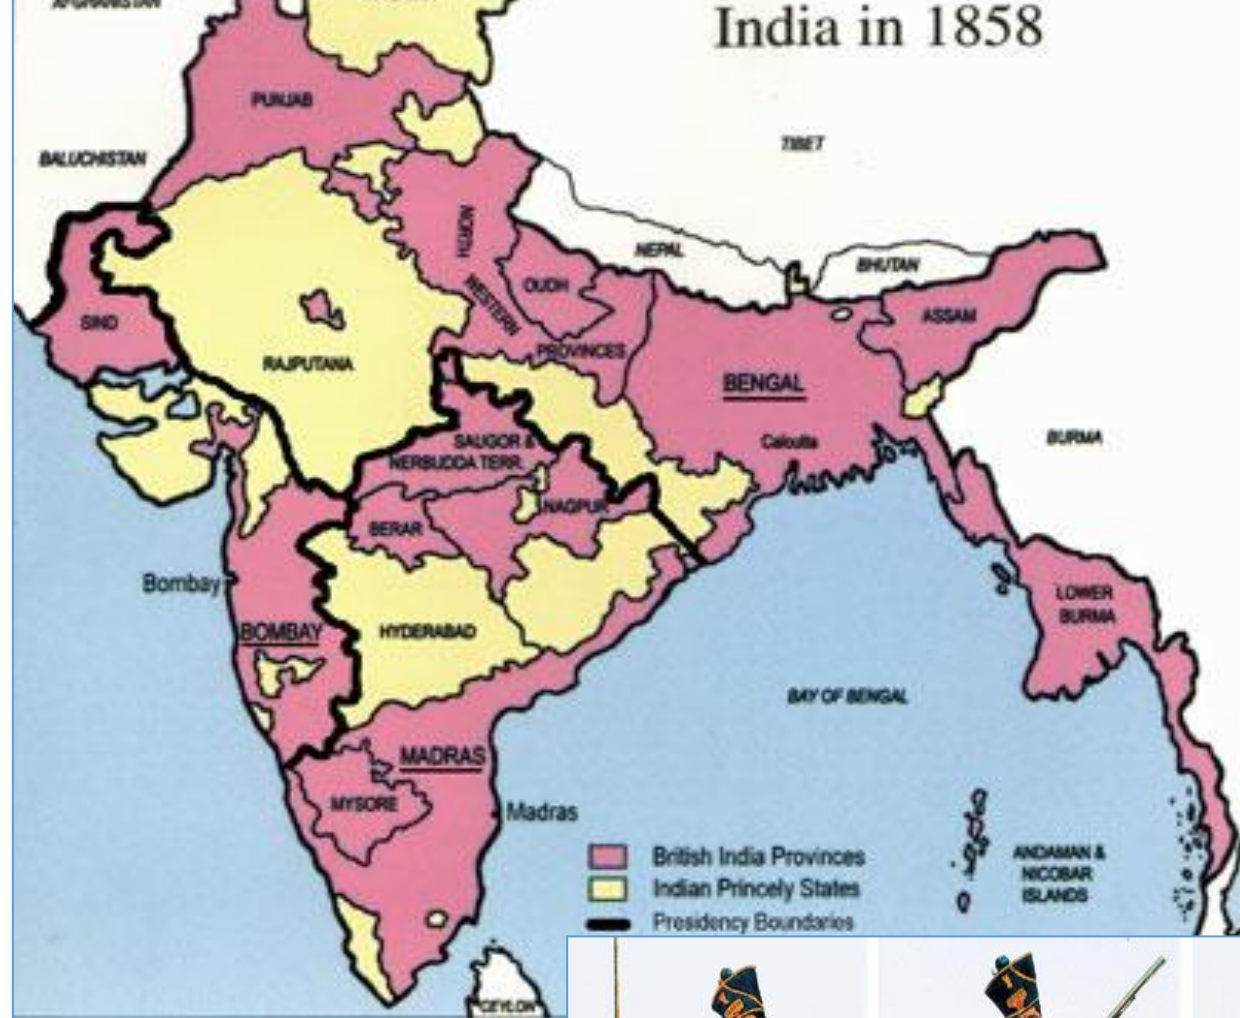 India in 1858
AFGHANISTAN
PUNJAB
TIBET
BALUCHISTAN
NORTH
WESTERN
PROVINCES
NEPAL
BHUTAN
OUDH
ASSAM
SIND
RAJPUTANA
BENGAL
Calcutta
BURMA
SAUGOR &
NERBUDDA TERR.
NAGPUR
BERAR
Bombay
BOMBAY
HYDERABAD
LOWER
BURMA
BAY OF BENGAL
MADRAS
MYSORE
Madras
British India Provinces
Indian Princely States
Presidency Boundaries
ANDAMAN &
NICOBAR
ISLANDS
CEYLON